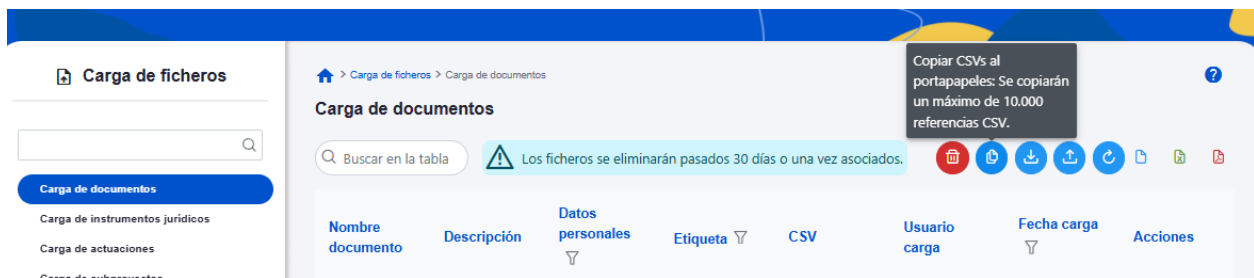 Carga de ficheros
Carga de documentos
Carga de instrumentos jurídicos
Carga de actuaciones
> Carga de ficheros > Carga de documentos
Carga de documentos
Copiar CSVs al
portapapeles: Se copiarán
un máximo de 10.000
referencias CSV.
?
Buscar en la tabla
Los ficheros se eliminarán pasados 30 días o una vez asociados.
Nombre
documento
Descripción
Datos
personales
Etiqueta
CSV
Usuario
carga
Fecha carga
Acciones